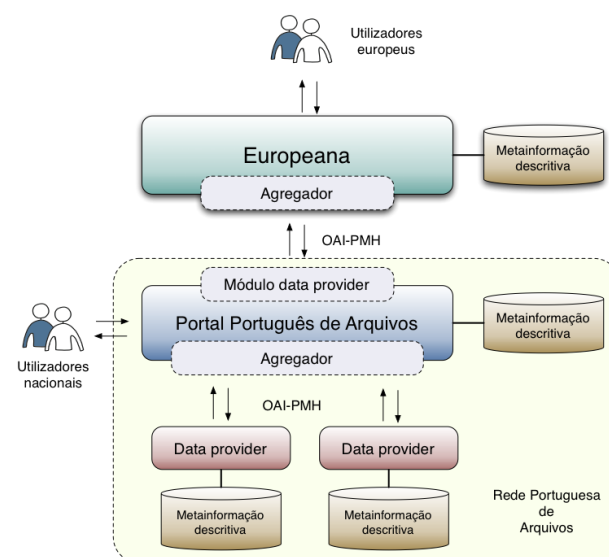 Utilizadores
europeus
Europeana
Metainformação
descritiva
Agregador
OAI-PMH
Módulo data provider
Portal Português de Arquivos
Metainformação
descritiva
Agregador
Utilizadores
nacionais
OAI-PMH
Data provider
Data provider
Metainformação
descritiva
Metainformação
descritiva
Rede Portuguesa
de
Arquivos